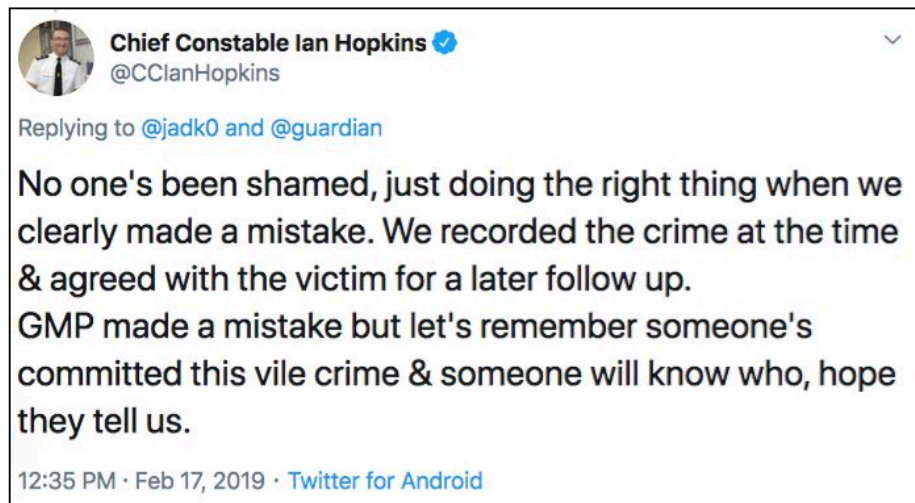 Chief Constable Ian Hopkins
@CCIanHopkins
Replying to @jadk0 and @guardian
No one's been shamed, just doing the right thing when we
clearly made a mistake. We recorded the crime at the time
& agreed with the victim for a later follow up.
GMP made a mistake but let's remember someone's
committed this vile crime & someone will know who, hope
they tell us.
12:35 PM · Feb 17, 2019 · Twitter for Android